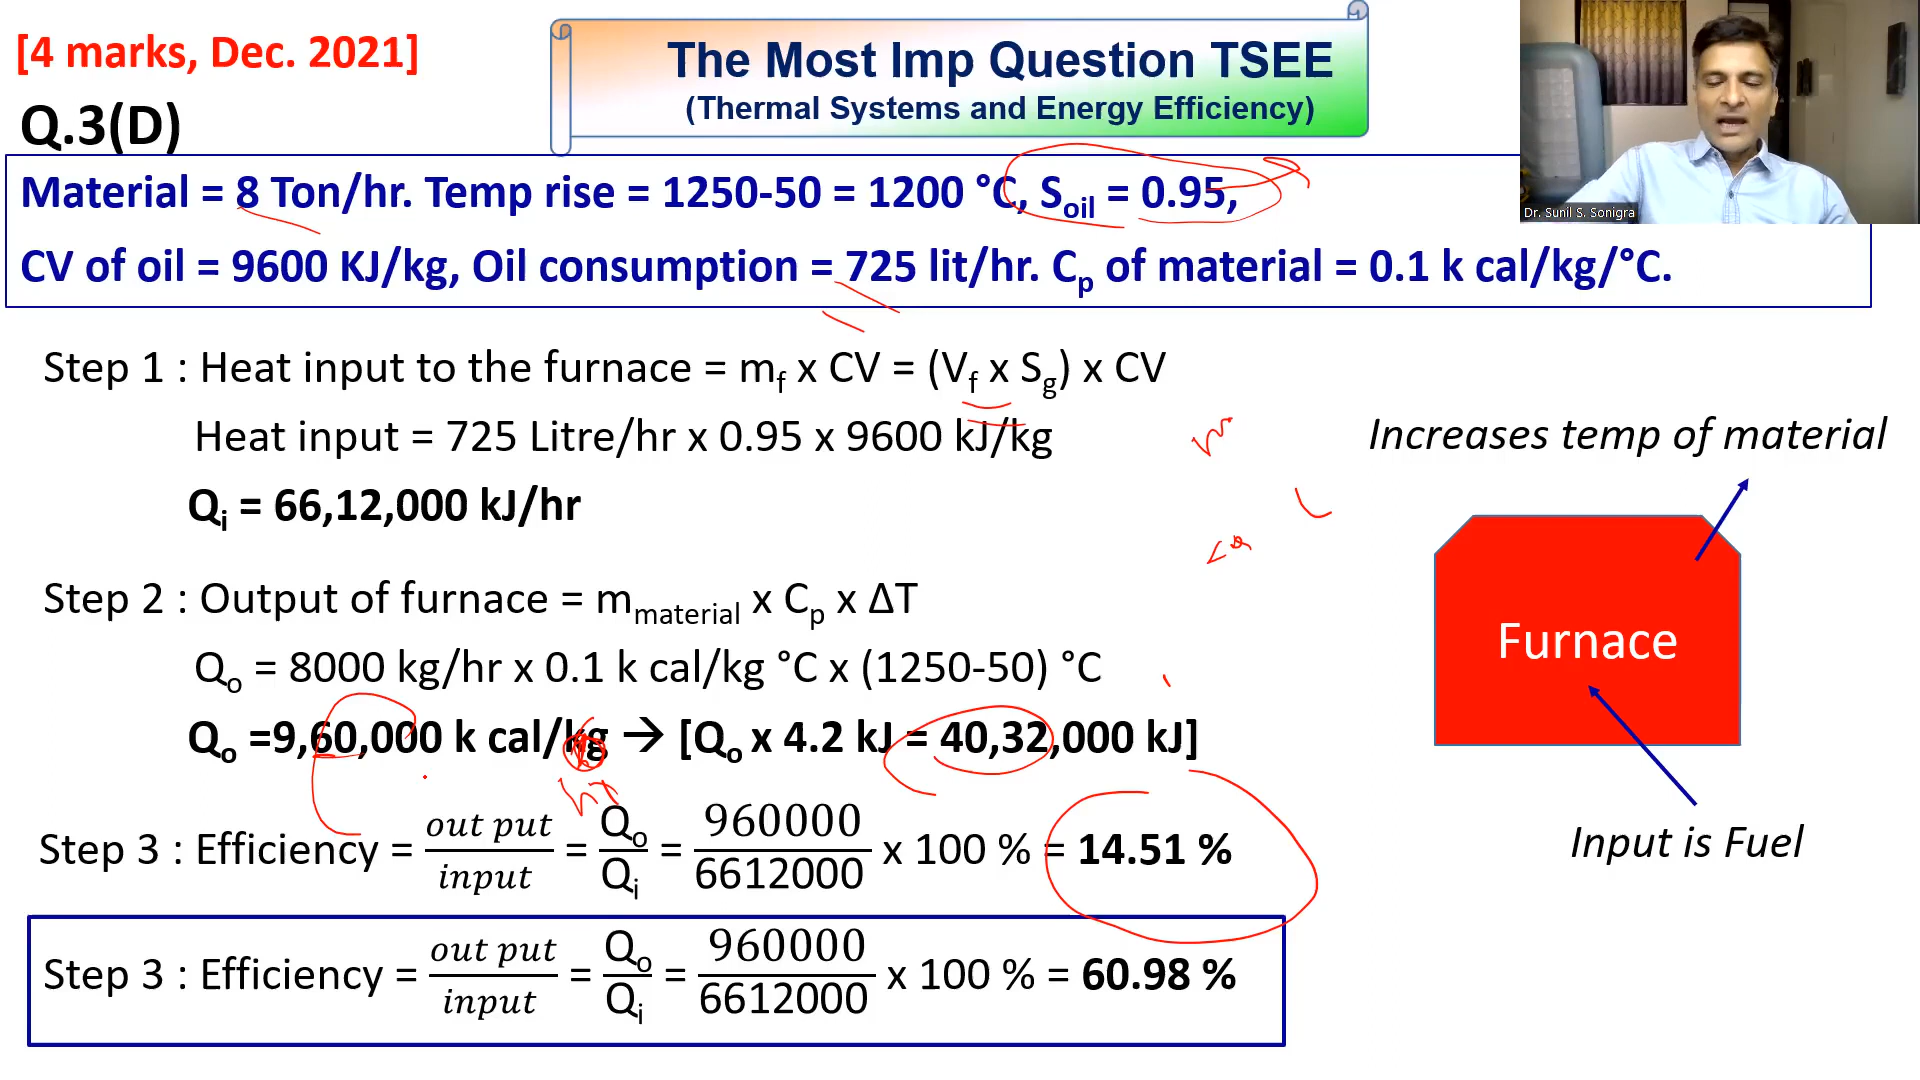 [4 marks, Dec. 2021]
The Most Imp Question TSEE
(Thermal Systems and Energy Efficiency)
Q.3(D)
Dr. Sunil S. Sonigra
Material = 8 Ton/hr. Temp rise = 1250-50 = 1200 °C, Soil = 0.95,
CV of oil = 9600 KJ/kg, Oil consumption = 725 lit/hr. Cp of material = 0.1 k cal/kg/°C.
Step 1 : Heat input to the furnace = mf x CV = (Vf x Sg) x CV
Heat input = 725 Litre/hr x 0.95 x 9600 kJ/kg
Qi = 66,12,000 kJ/hr
Step 2 : Output of furnace = mmaterial x Cp x ΔT
Qo = 8000 kg/hr x 0.1 k cal/kg °C x (1250-50) °C
Qo =9,60,000 k cal/kg → [Qo x 4.2 kJ = 40,32,000 kJ]
hr
Step 3 : Efficiency = out put / input = Qo / Qi = 960000 / 6612000 x 100 % = 14.51 %
Step 3 : Efficiency = out put / input = Qo / Qi = 960000 / 6612000 x 100 % = 60.98 %
Increases temp of material
Furnace
Input is Fuel